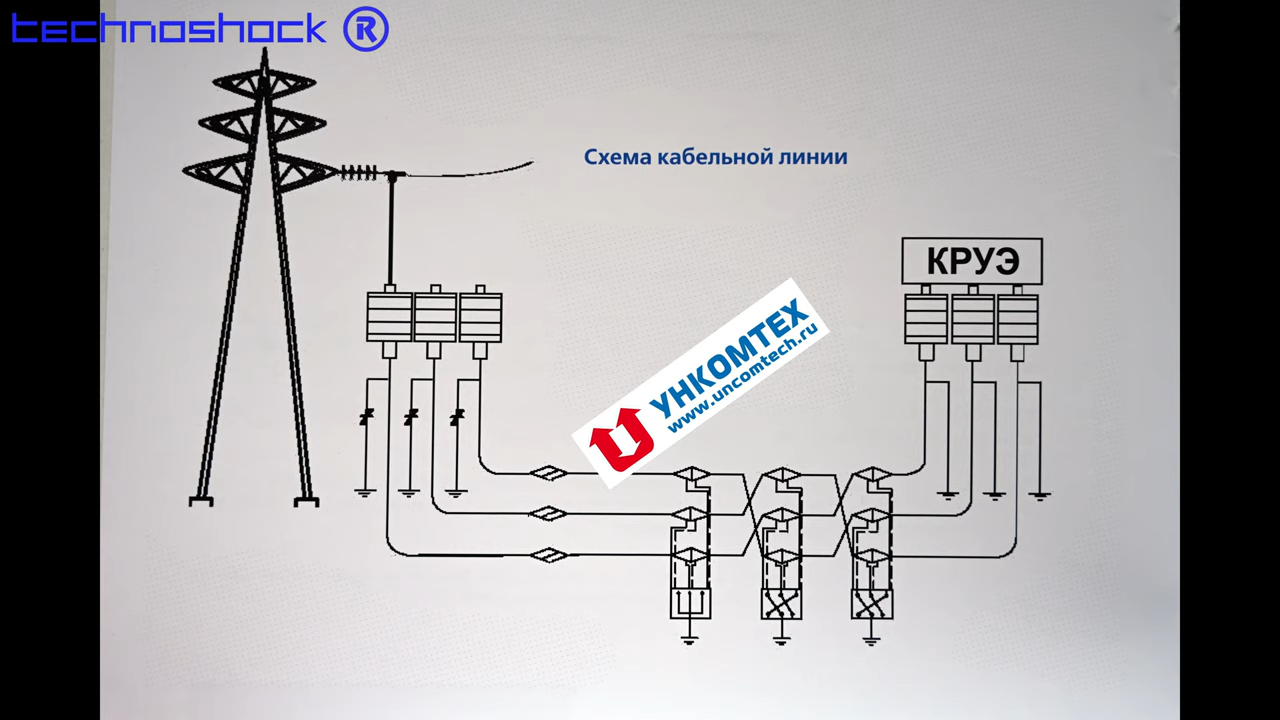 technoshock ®
Схема кабельной линии
КРУЭ
УНКОМТЕХ
www.uncomtech.ru